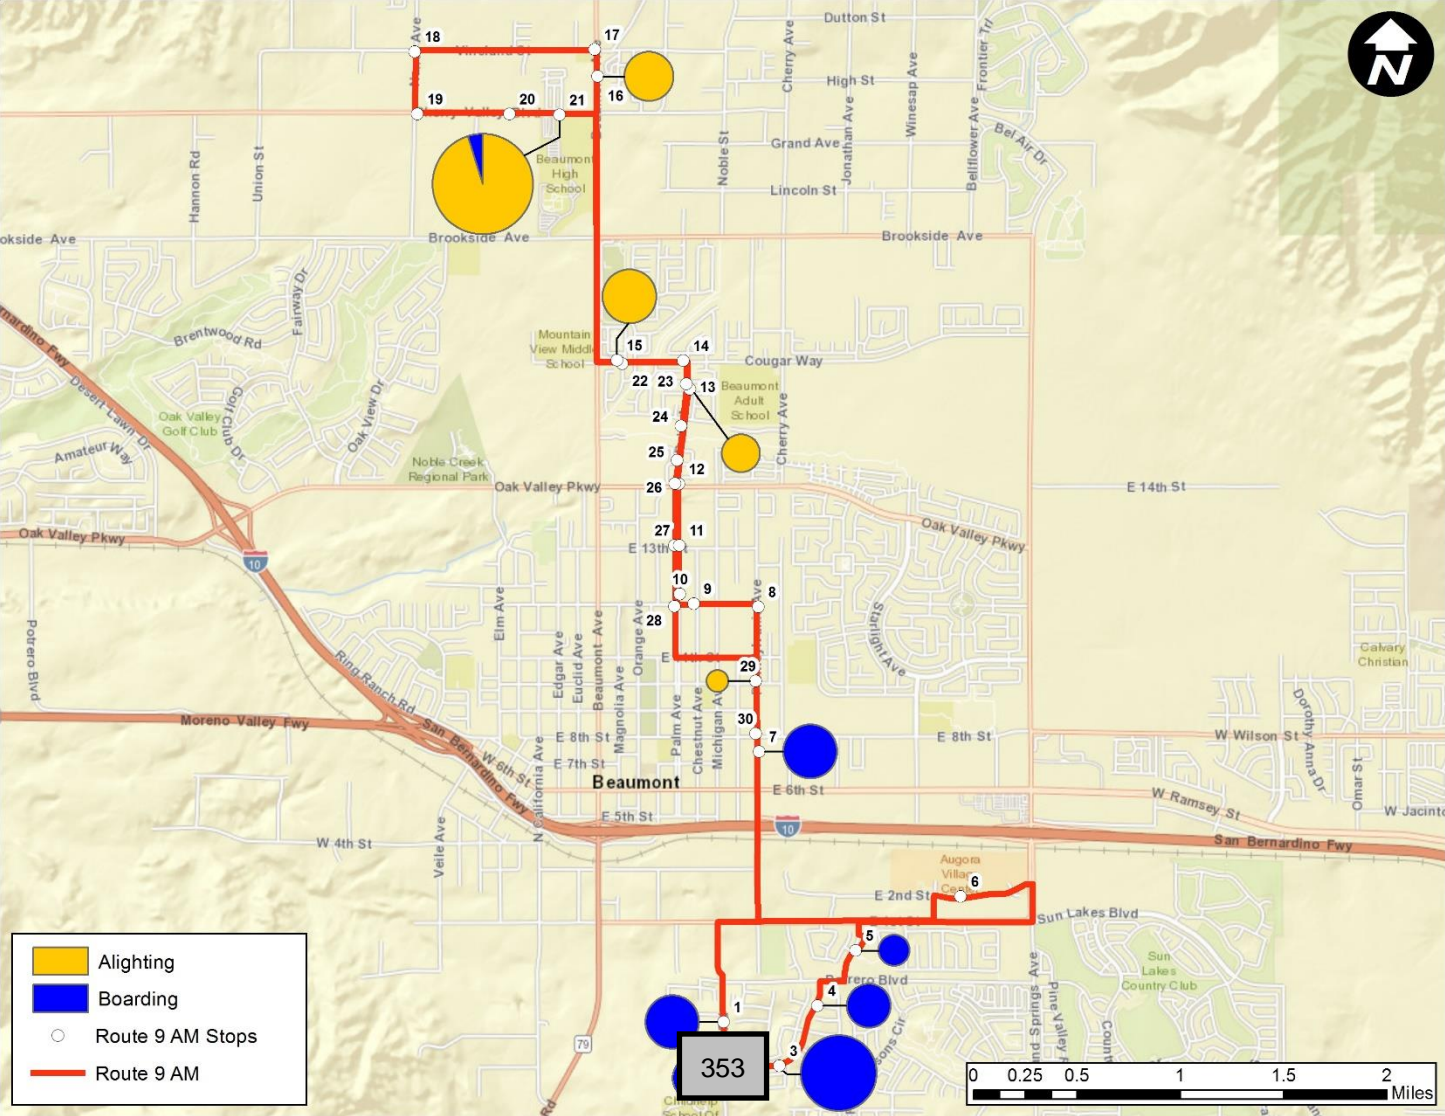 Dutton St
18
17
Vineland St
Cherry Ave
High St
Frontier Trl
N
16
19
20
21
Winesap Ave
Jonathan Ave
Bellflower Ave
Bel Air Dr
Grand Ave
Noble St
Hannon Rd
Union St
Beaumont
High
School
Lincoln St
Brookside Ave
Brookside Ave
Fairway Dr
Brentwood Rd
Mountain
View Middle
School
15
14
Cougar Way
22
23
13
Beaumont
Adult
School
Desert Lawn Dr
Oak Valley
Golf Club
Golf Club Dr
Oak View Dr
24
Cherry Ave
Amateur Way
25
12
Noble Creek
Regional Park
Oak Valley Pkwy
26
E 14th St
Oak Valley Pkwy
Oak Valley Pkwy
27
11
E 13th
10
10
9
8
Elm Ave
28
Orange Ave
Starlight Ave
Potrero Blvd
Edgar Ave
Euclid Ave
Beaumont Ave
Magnolia Ave
29
Calvary
Christian
Ring Ranch Rd
Palm Ave
Chestnut Ave
Michigan Av
Dorothy Anna Dr
Moreno Valley Fwy
San Bernardino Fwy
30
7
E 8th St
E 8th St
W Wilson St
W 6th St
E 7th St
Beaumont
N California Ave
E 6th St
Omar St
W Ramsey St
W Jacinto
E 5th St
10
W 4th St
Veile Ave
San Bernardino Fwy
Augora
6
E 2nd St
Sun Lakes Blvd
5
Alighting
Boarding
Route 9 AM Stops
Route 9 AM
Sun
Lakes
Country Club
4
1
79
3
353
0
0.25
0.5
1
1.5
2
Miles